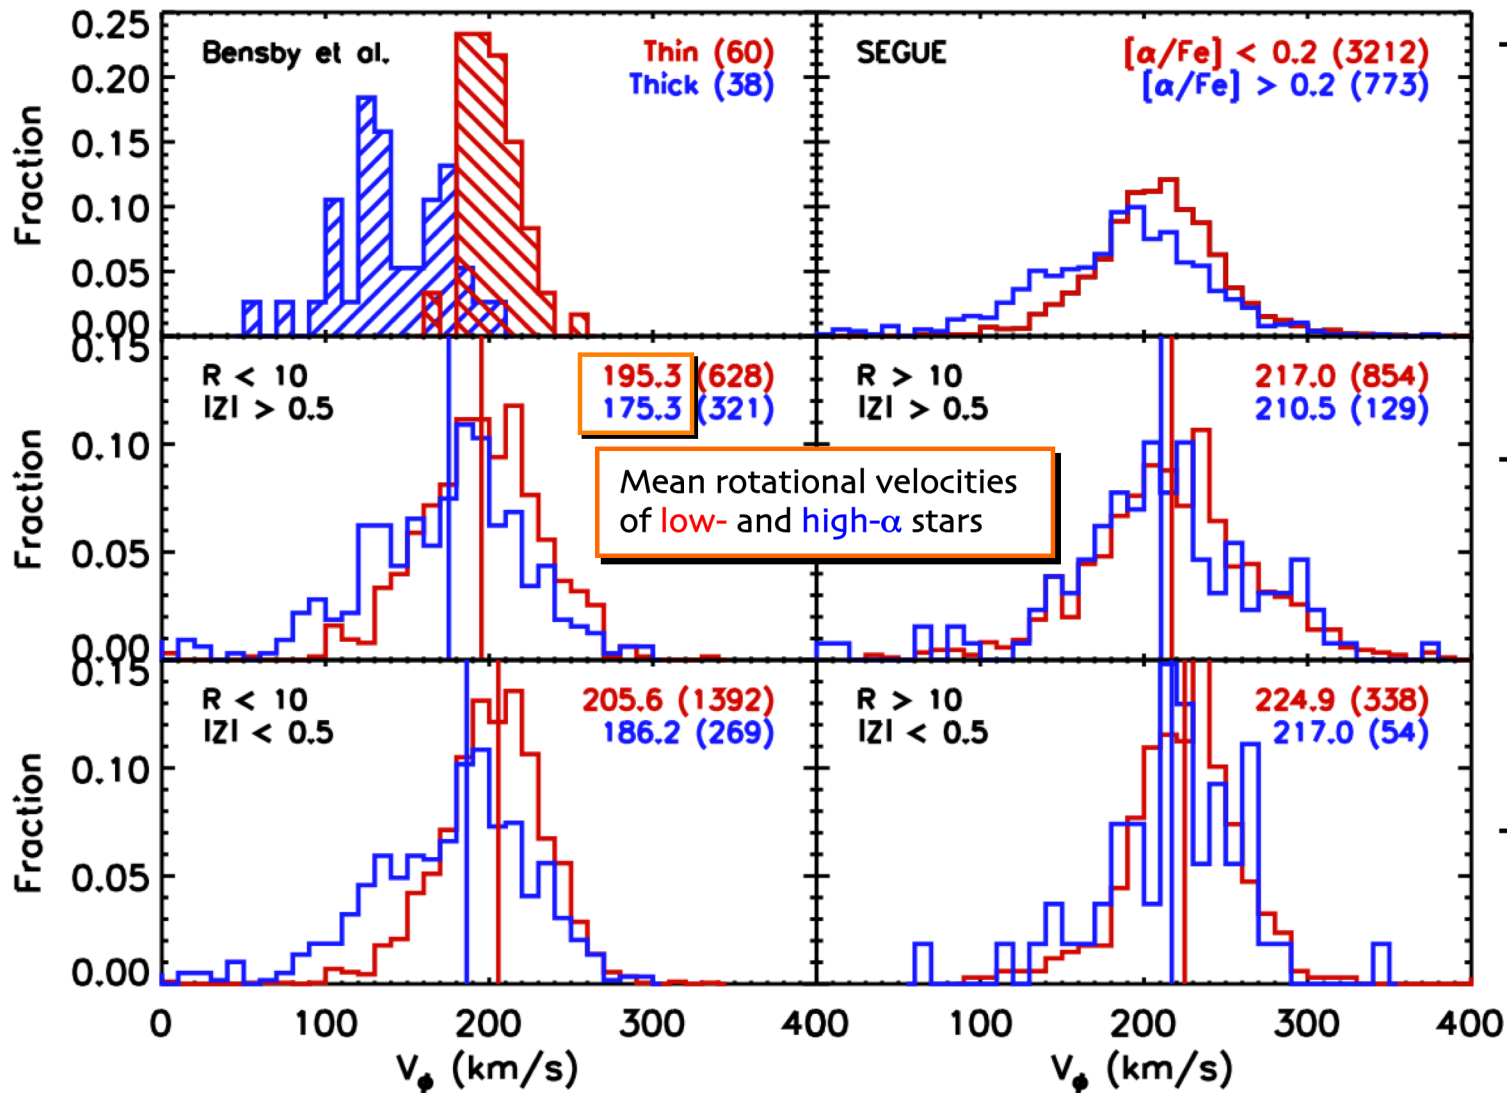 0.25
0.20
0.15
0.10
0.05
0.00
Fraction
Bensby et al.
Thin (60)
Thick (38)
SEGUE
[α/Fe] < 0.2 (3212)
[α/Fe] > 0.2 (773)
0.15
0.10
0.05
0.00
Fraction
R < 10
|Z| > 0.5
195.3 (628)
175.3 (321)
R > 10
|Z| > 0.5
217.0 (854)
210.5 (129)
Mean rotational velocities
of low- and high-α stars
0.15
0.10
0.05
0.00
Fraction
R < 10
|Z| < 0.5
205.6 (1392)
186.2 (269)
R > 10
|Z| < 0.5
224.9 (338)
217.0 (54)
0 100 200 300 400 100 200 300 400
Vϕ (km/s)
Vϕ (km/s)